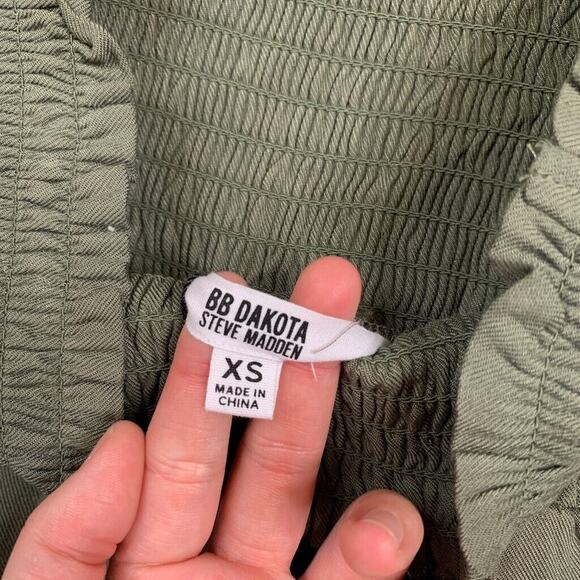 BB DAKOTA
STEVE MADDEN
XS
MADE IN
CHINA